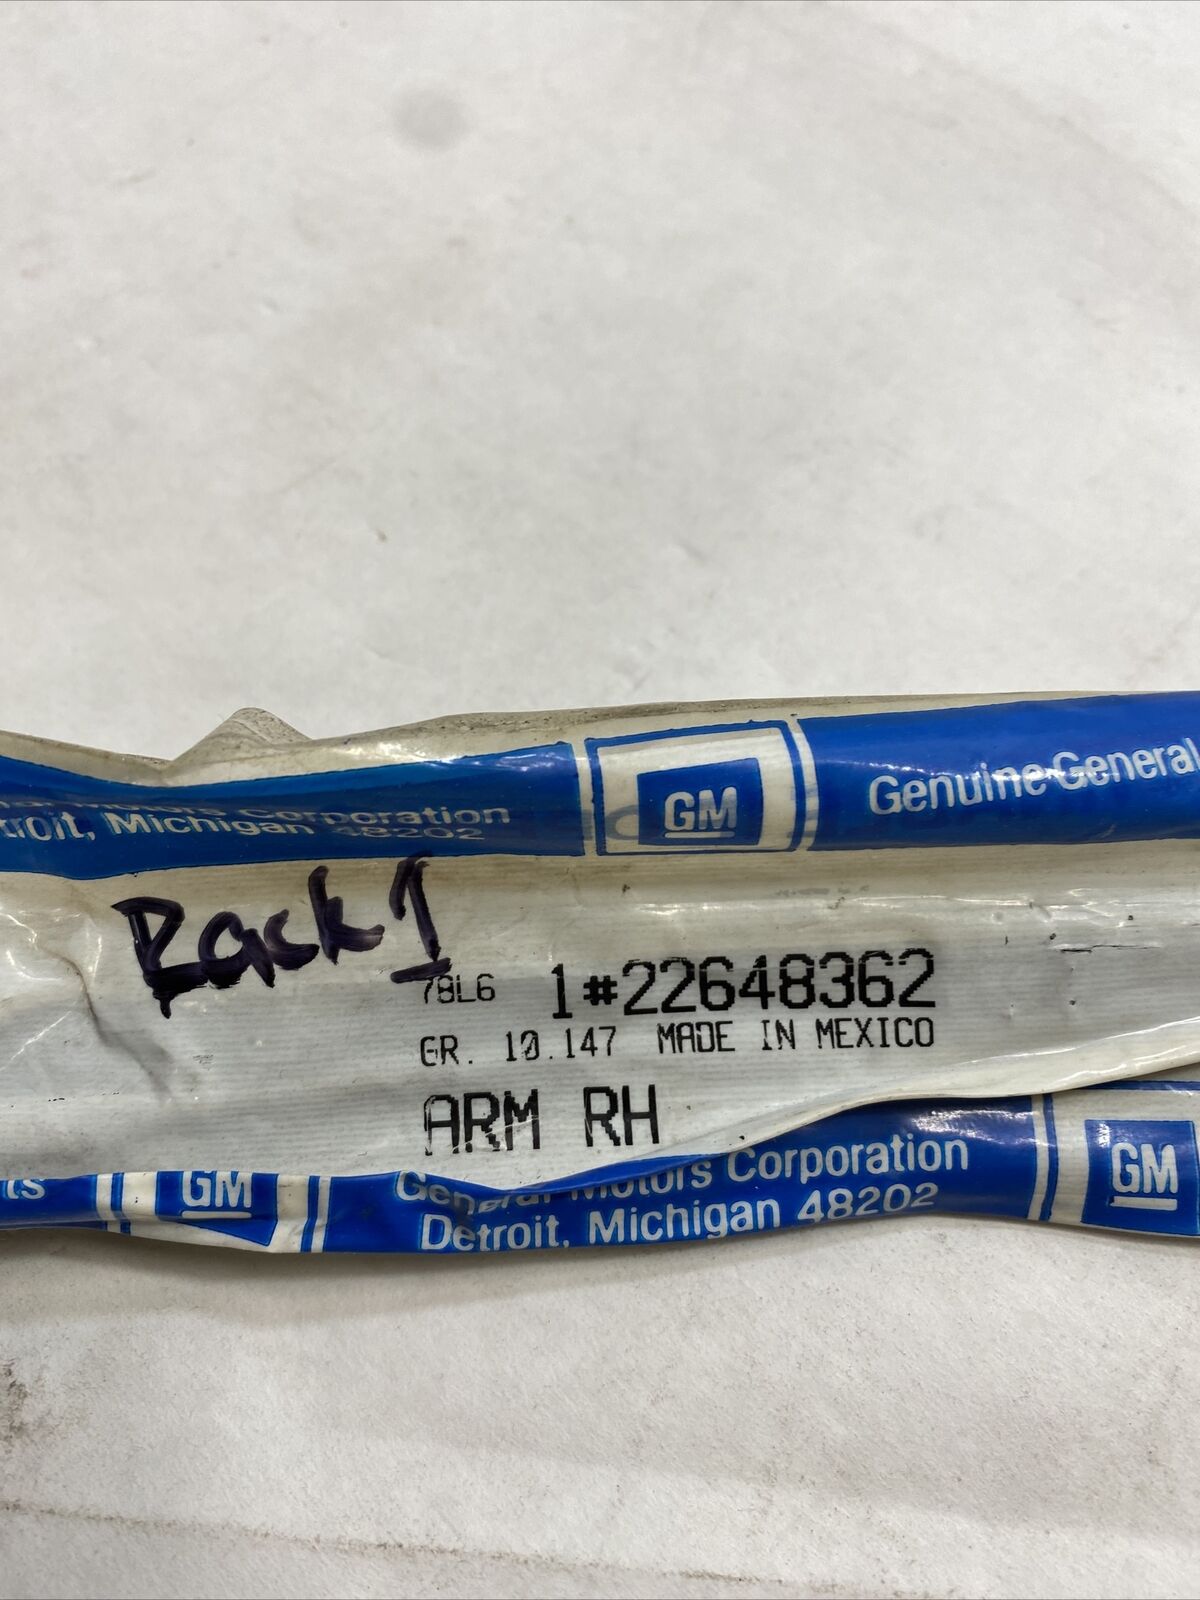 Motors Corporation
Detroit, Michigan 48202
GM
Genuine General
Rack 1
78L6 1#22648362
GR. 10.147 MADE IN MEXICO
ARM RH
GM
General Motors Corporation
Detroit, Michigan 48202
GM